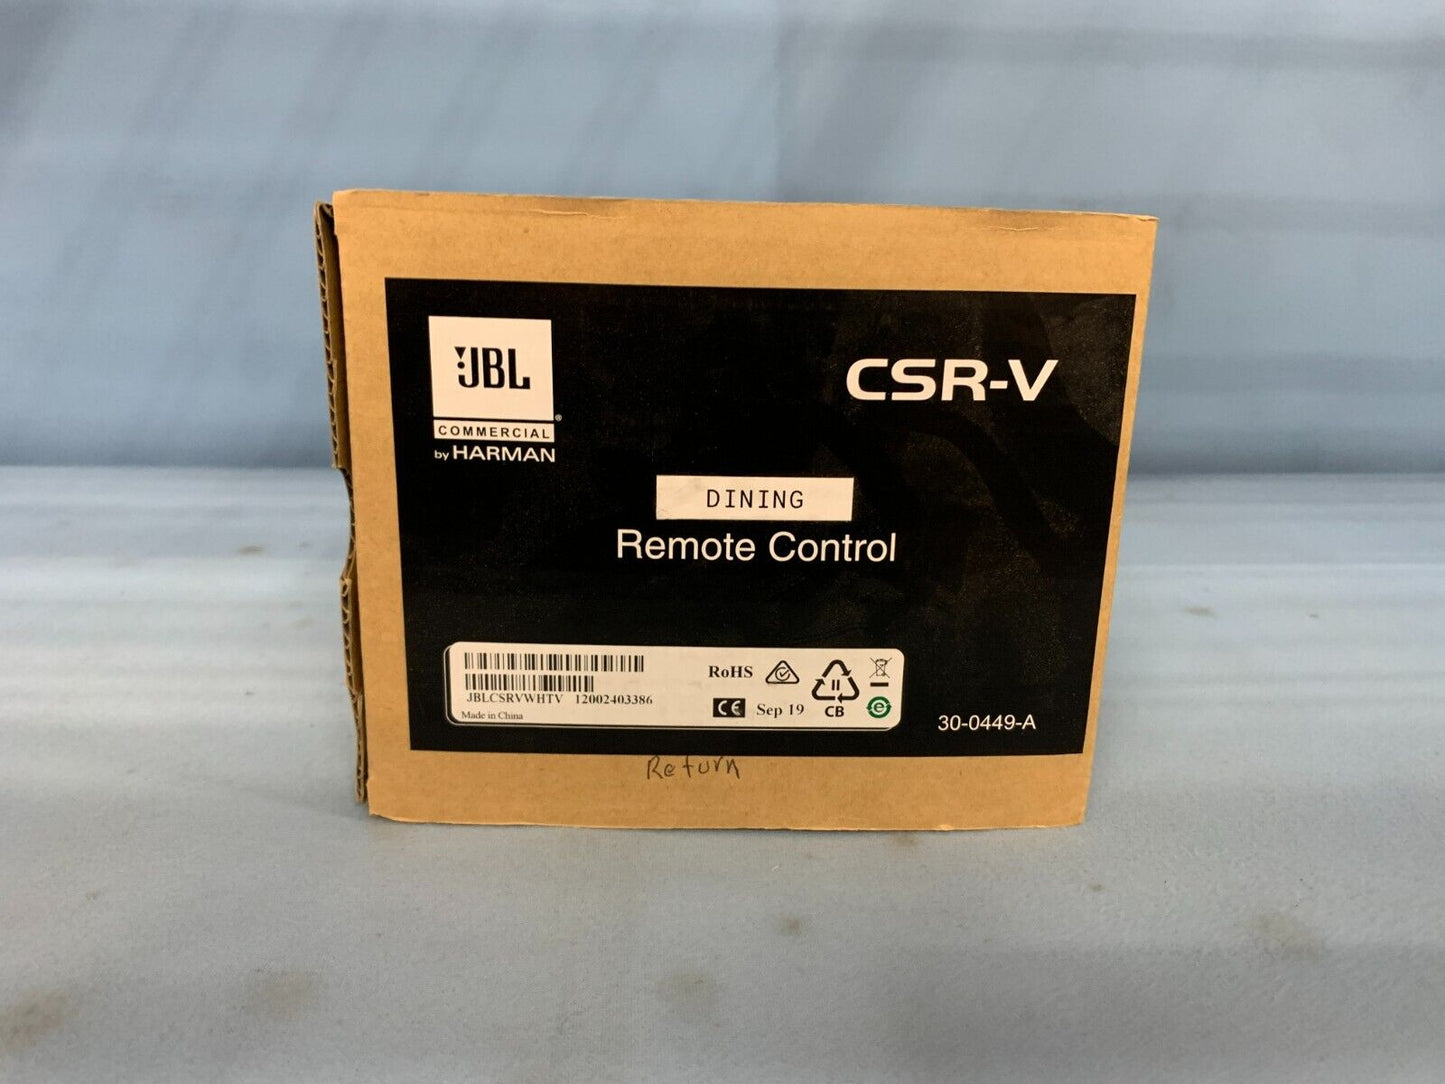 JBL
COMMERCIAL®
by HARMAN
CSR-V
DINING
Remote Control
JBLCSRVWHTV 12002403386
Made in China
RoHS
CE Sep 19
CB
e
30-0449-A
Return